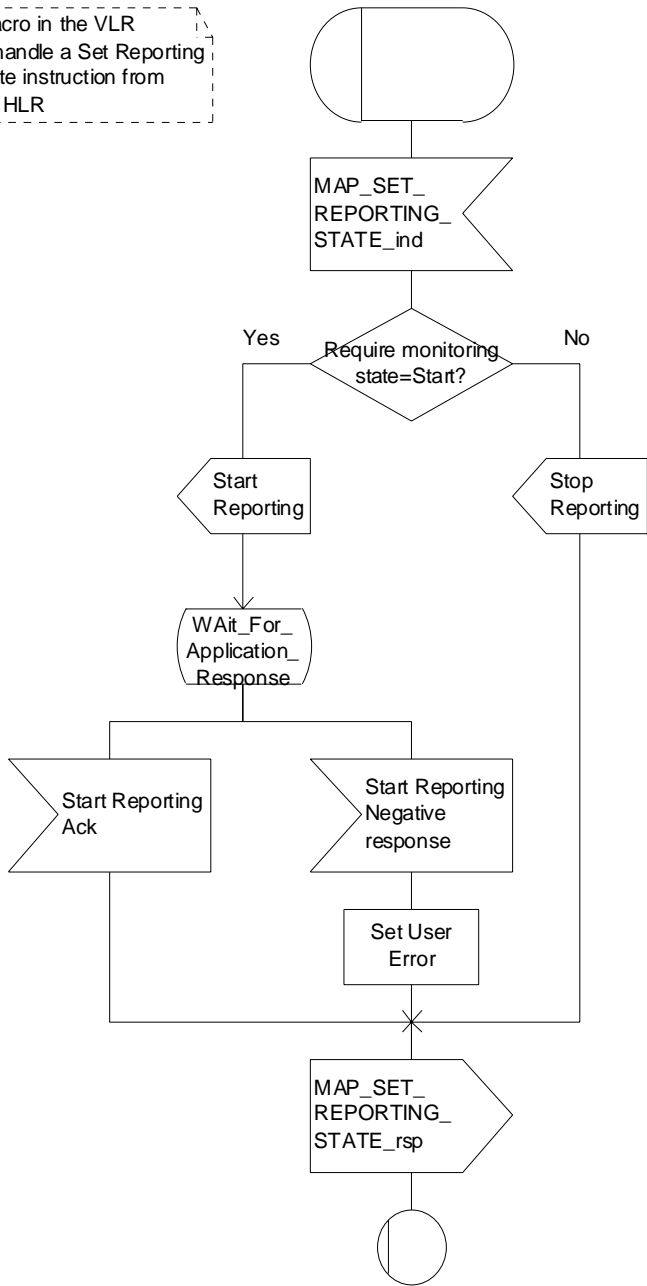 acro in the VLR
handle a Set Reporting
te instruction from
HLR
MAP_SET_
REPORTING_
STATE_ind
Yes
No
Require monitoring
state=Start?
Start
Reporting
Stop
Reporting
WAit_For_
Application_
Response
Start Reporting
Ack
Start Reporting
Negative
response
Set User
Error
MAP_SET_
REPORTING_
STATE_rsp